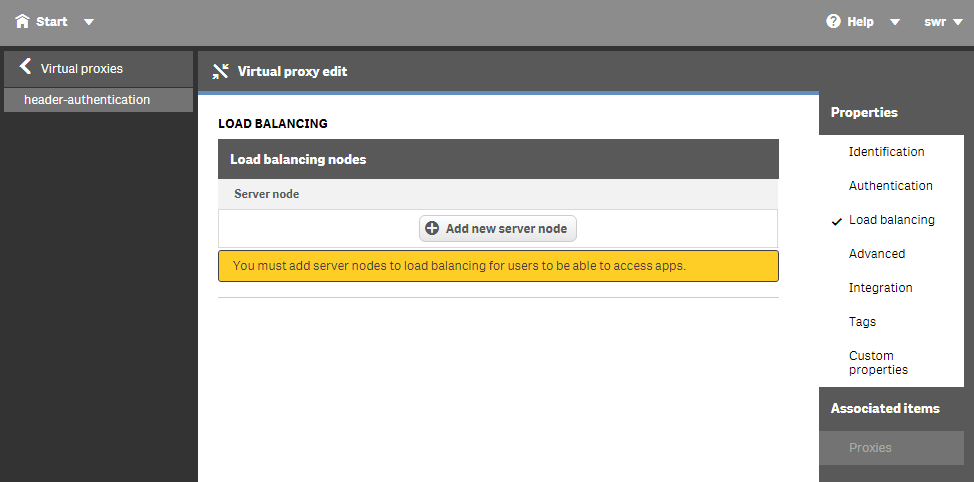 Start
Help
swr
Virtual proxies
header-authentication
Virtual proxy edit
LOAD BALANCING
Load balancing nodes
Server node
Add new server node
You must add server nodes to load balancing for users to be able to access apps.
Properties
Identification
Authentication
Load balancing
Advanced
Integration
Tags
Custom
properties
Associated items
Proxies